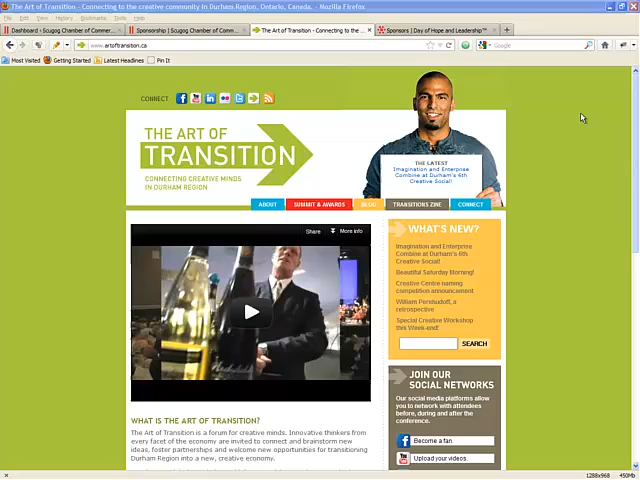 The Art of Transition - Connecting to the creative community in Durham Region, Ontario, Canada. - Mozilla Firefox
File Edit View History Bookmarks Tools Help
Dashboard ‹ Scugog Chamber of Commer...
Sponsorship | Scugog Chamber of Comm...
The Art of Transition - Connecting to the ...
Sponsors | Day of Hope and Leadership™
www.artoftransition.ca
Google
Most Visited Getting Started Latest Headlines Pin It
CONNECT
THE ART OF
TRANSITION
CONNECTING CREATIVE MINDS
IN DURHAM REGION
THE LATEST
Imagination and Enterprise
Combine at Durham's 6th
Creative Social!
ABOUT SUMMIT & AWARDS BLOG TRANSITIONS ZINE CONNECT
Share More info
WHAT'S NEW?
Imagination and Enterprise
Combine at Durham's 6th
Creative Social!
Beautiful Saturday Morning!
Creative Centre naming
competition announcement
William Pershudoff, a
retrospective
Special Creative Workshop
this Week-end!
SEARCH
JOIN OUR
SOCIAL NETWORKS
Our social media platforms allow
you to network with attendees
before, during and after the
conference.
Become a fan.
Upload your videos.
WHAT IS THE ART OF TRANSITION?
The Art of Transition is a forum for creative minds. Innovative thinkers from
every facet of the economy are invited to connect and brainstorm new
ideas, foster partnerships and welcome new opportunities for transitioning
Durham Region into a new, creative economy.
1288x968 450Mb